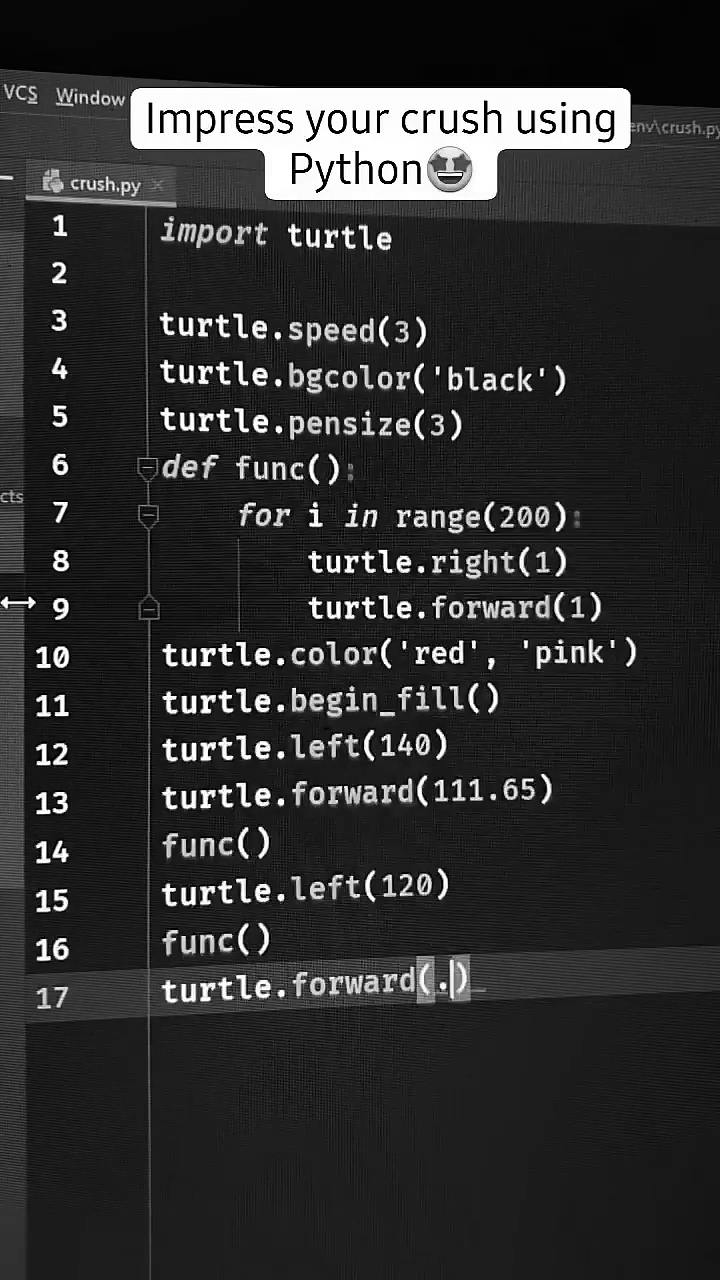 VCS Window
Impress your crush using
Python🤩
env\crush.py
crush.py
1 import turtle
2
3 turtle.speed(3)
4 turtle.bgcolor('black')
5 turtle.pensize(3)
6 def func():
7 for i in range(200):
8 turtle.right(1)
9 turtle.forward(1)
10 turtle.color('red', 'pink')
11 turtle.begin_fill()
12 turtle.left(140)
13 turtle.forward(111.65)
14 func()
15 turtle.left(120)
16 func()
17 turtle.forward(.)
cts